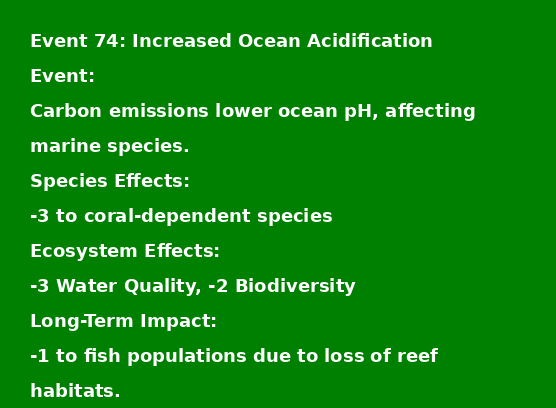 Event 74: Increased Ocean Acidification
Event:
Carbon emissions lower ocean pH, affecting
marine species.
Species Effects:
-3 to coral-dependent species
Ecosystem Effects:
-3 Water Quality, -2 Biodiversity
Long-Term Impact:
-1 to fish populations due to loss of reef
habitats.